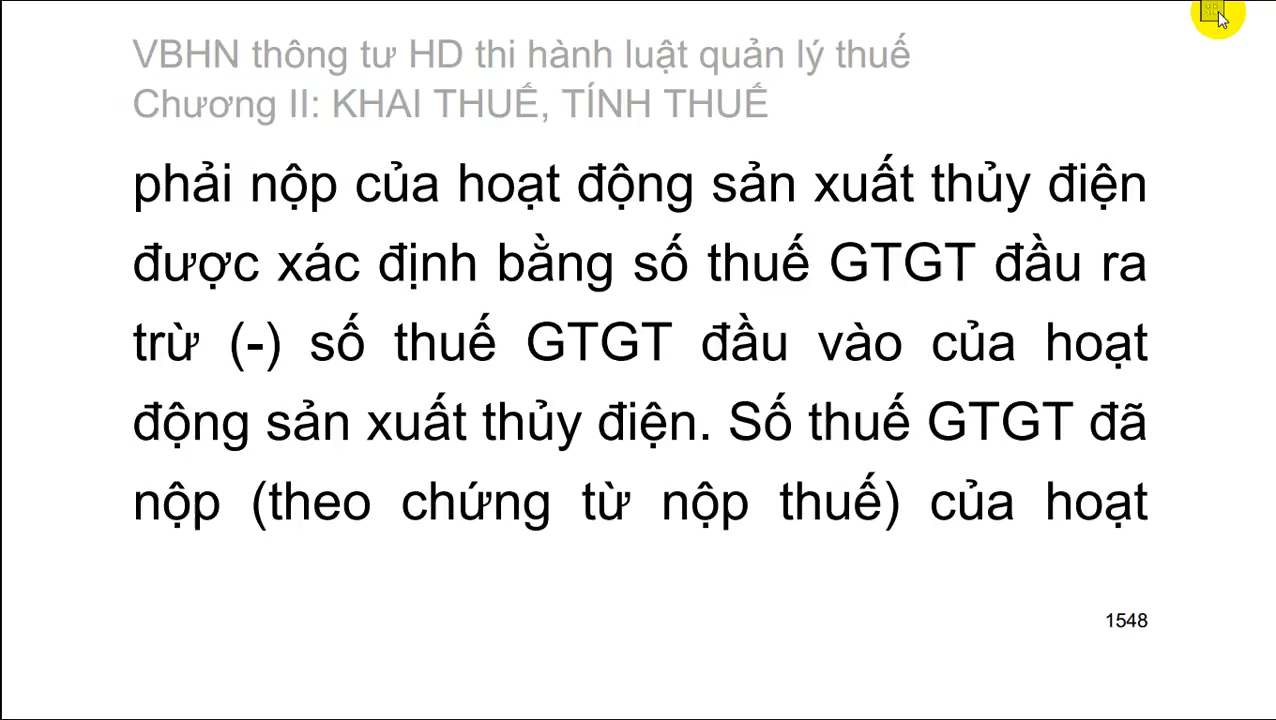 VBHN thông tư HD thi hành luật quản lý thuế
Chương II: KHAI THUẾ, TÍNH THUẾ
phải nộp của hoạt động sản xuất thủy điện
được xác định bằng số thuế GTGT đầu ra
trừ (-) số thuế GTGT đầu vào của hoạt
động sản xuất thủy điện. Số thuế GTGT đã
nộp (theo chứng từ nộp thuế) của hoạt
1548